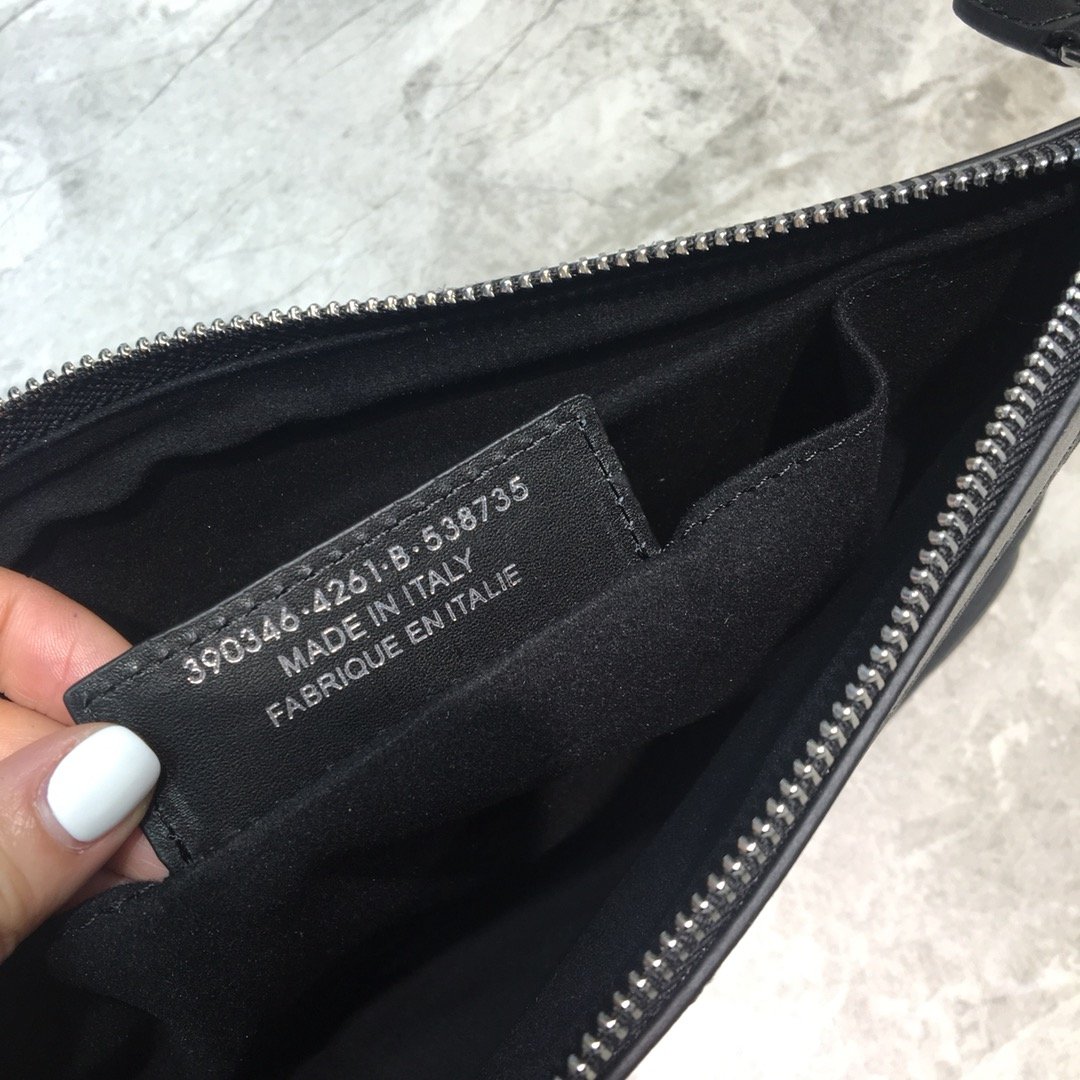 390346·4261·B·538735
MADE IN ITALY
FABRIQUE EN ITALIE